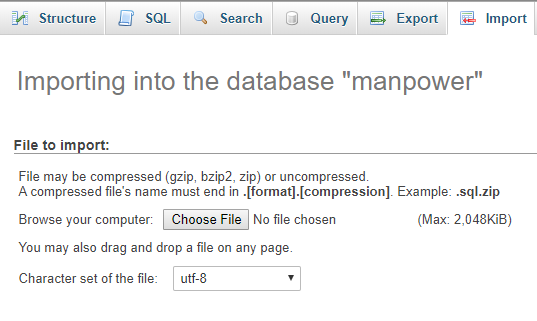 Structure SQL Search Query Export Import
Importing into the database "manpower"
File to import:
File may be compressed (gzip, bzip2, zip) or uncompressed.
A compressed file's name must end in .[format].[compression]. Example: .sql.zip
Browse your computer: Choose File No file chosen (Max: 2,048KiB)
You may also drag and drop a file on any page.
Character set of the file: utf-8